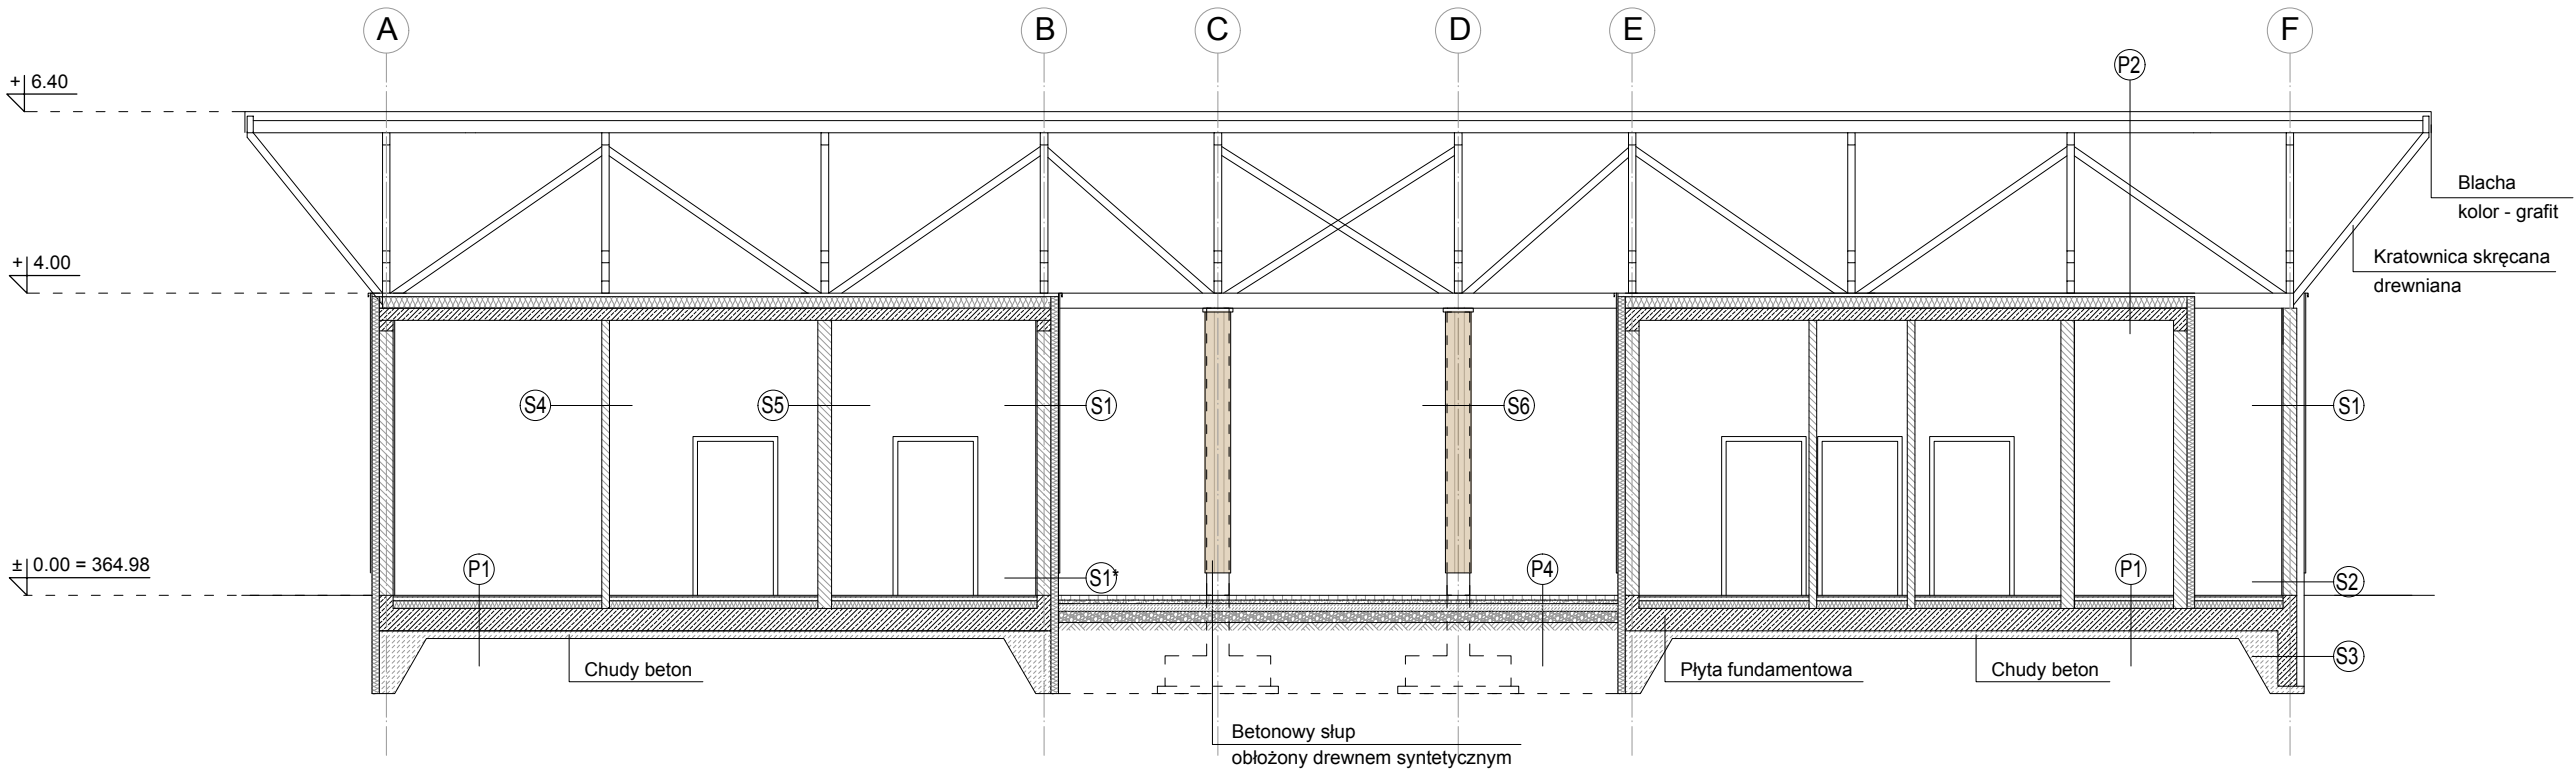 A
B
C
D
E
F
P2
+ 6.40
Blacha
kolor - grafit
+ 4.00
Kratownica skręcana
drewniana
S4
S5
S1
S6
S1
± 0.00 = 364.98
P1
S1*
P4
P1
S2
S3
Chudy beton
Płyta fundamentowa
Chudy beton
Betonowy słup
obłożony drewnem syntetycznym